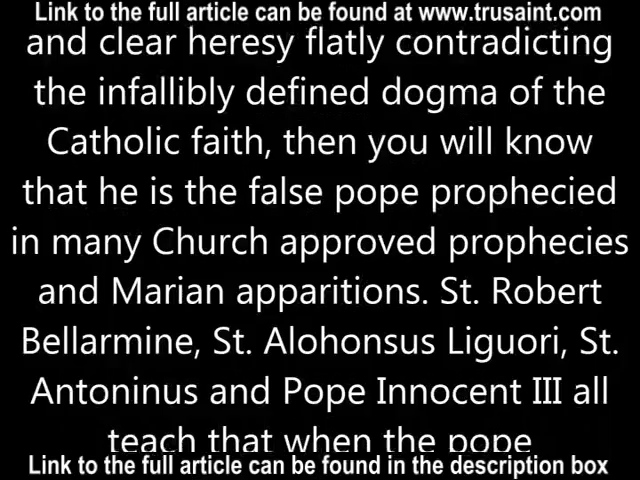 Link to the full article can be found at www.trusaint.com
and clear heresy flatly contradicting
the infallibly defined dogma of the
Catholic faith, then you will know
that he is the false pope prophecied
in many Church approved prophecies
and Marian apparitions. St. Robert
Bellarmine, St. Alohonsus Liguori, St.
Antoninus and Pope Innocent III all
teach that when the pope
Link to the full article can be found in the description box